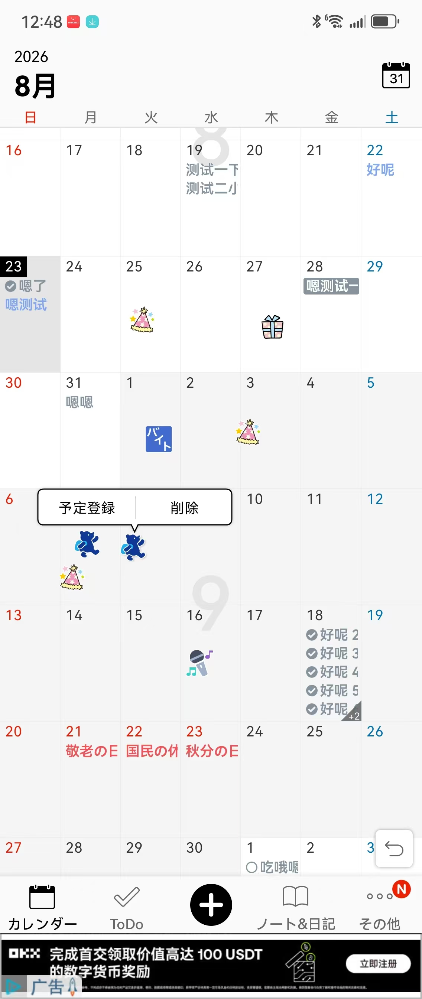 12:48
HUAWEI
6
2026
8月
31
日 月 火 水 木 金 土
8
16 17 18 19 20 21 22
测试一下 好呢
测试二小
23 24 25 26 27 28 29
嗯了 嗯测试一
嗯测试
30 31 1 2 3 4 5
嗯嗯
バイト
6 10 11 12
予定登録 削除
9
13 14 15 16 17 18 19
好呢 2
好呢 3
好呢 4
好呢 5
好呢
+2
20 21 22 23 24 25 26
敬老の日 国民の休 秋分の日
27 28 29 30 1 2 3
吃哦嗯
N
カレンダー ToDo ノート&日記 その他
OKX 完成首交领取价值高达 100 USDT
的数字货币奖励
立即注册
广告